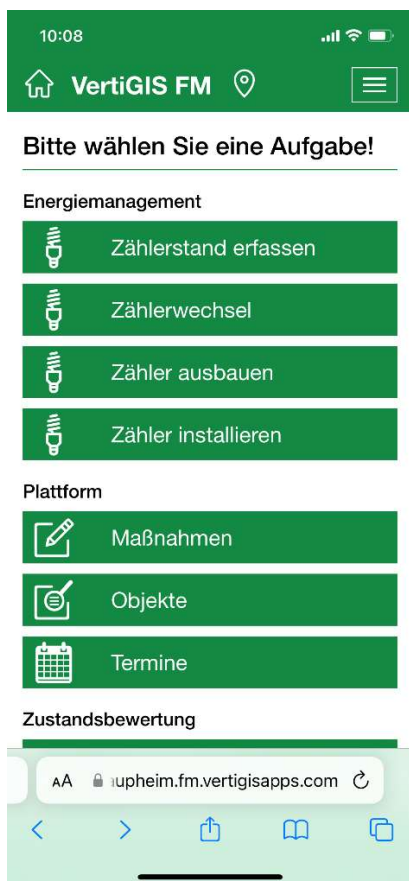 10:08
VertiGIS FM
Bitte wählen Sie eine Aufgabe!
Energiemanagement
Zählerstand erfassen
Zählerwechsel
Zähler ausbauen
Zähler installieren
Plattform
Maßnahmen
Objekte
Termine
Zustandsbewertung
AA upheim.fm.vertigisapps.com